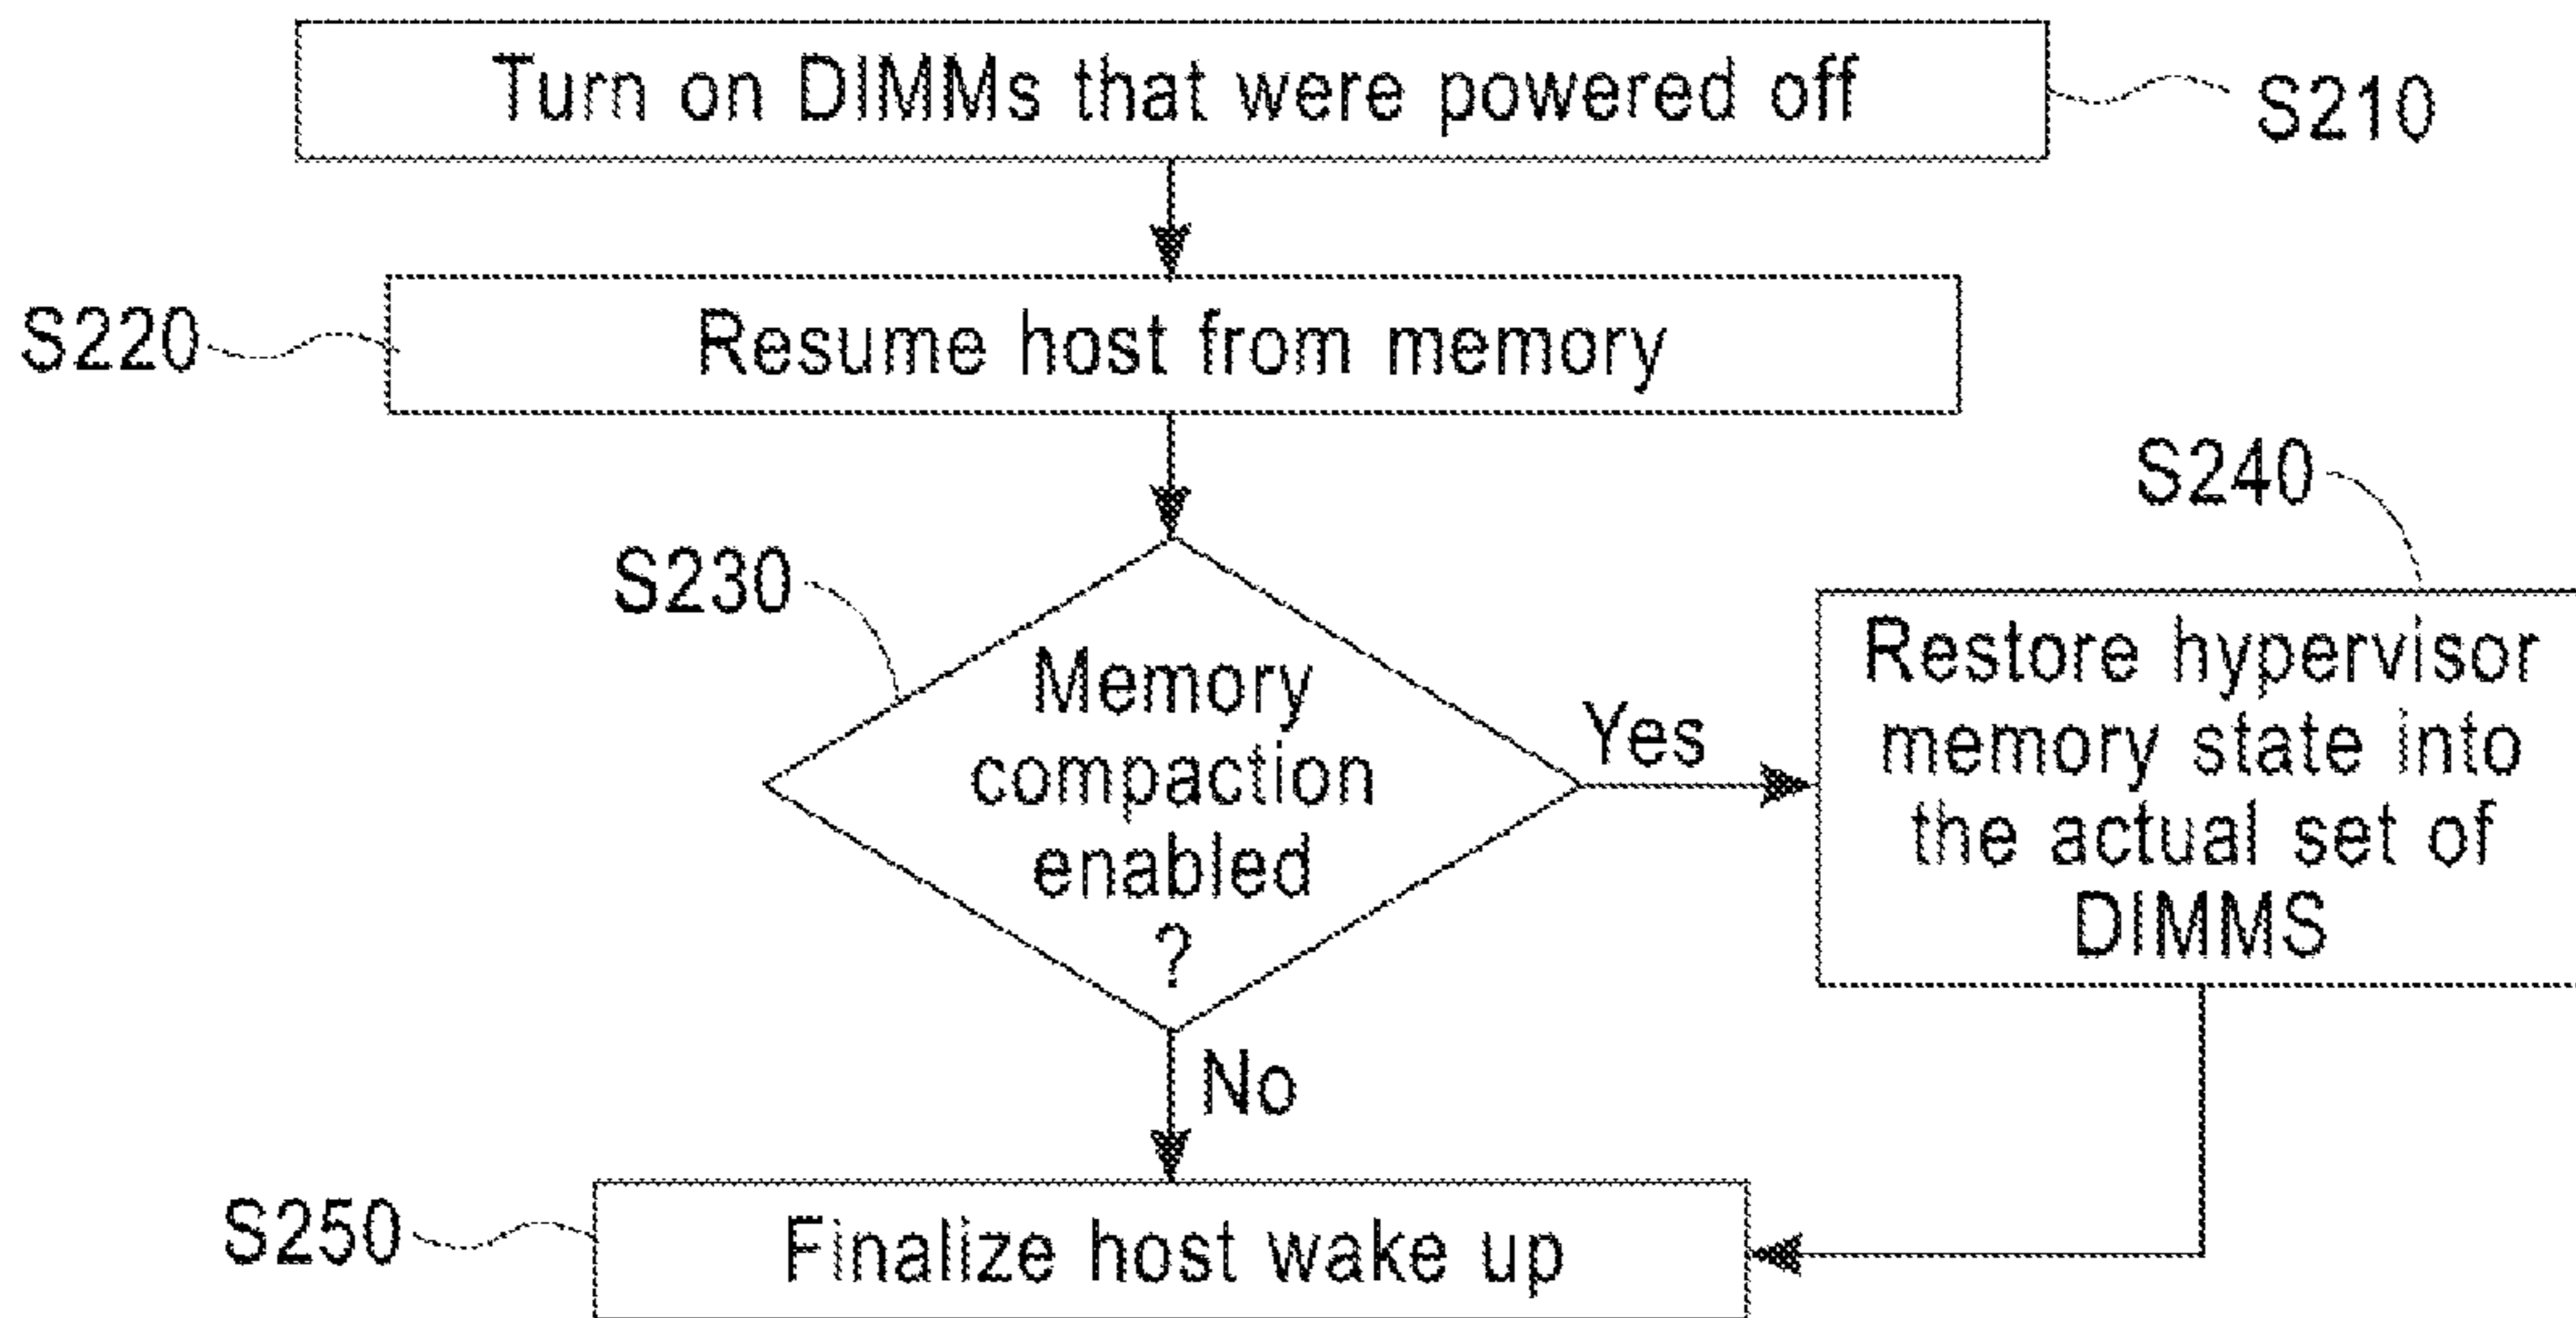 Turn on DIMMs that were powered off
S210
S220
Resume host from memory
S230
Memory
compaction
enabled
?
Yes
S240
Restore hypervisor
memory state into
the actual set of
DIMMS
No
S250
Finalize host wake up